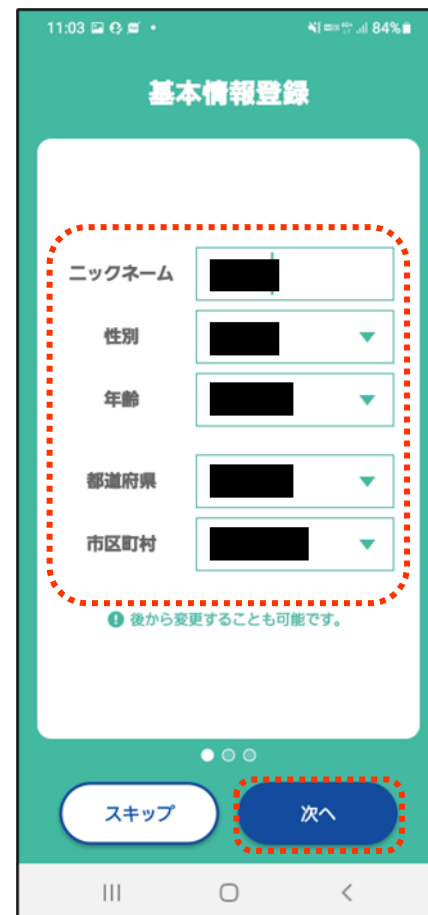 11:03 84%
基本情報登録
ニックネーム
性別
年齢
都道府県
市区町村
後から変更することも可能です。
スキップ 次へ